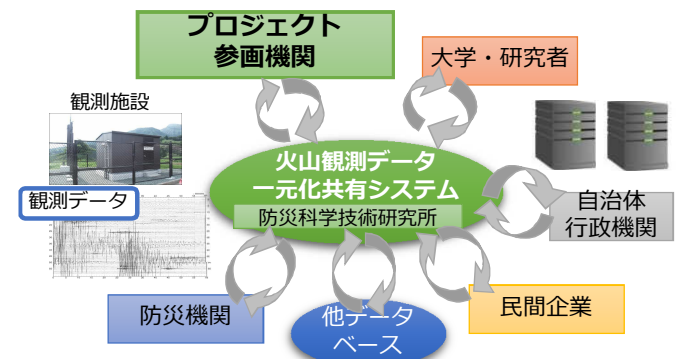 プロジェクト
参画機関
大学・研究者
観測施設
火山観測データ
一元化共有システム
防災科学技術研究所
観測データ
自治体
行政機関
防災機関
他データ
ベース
民間企業